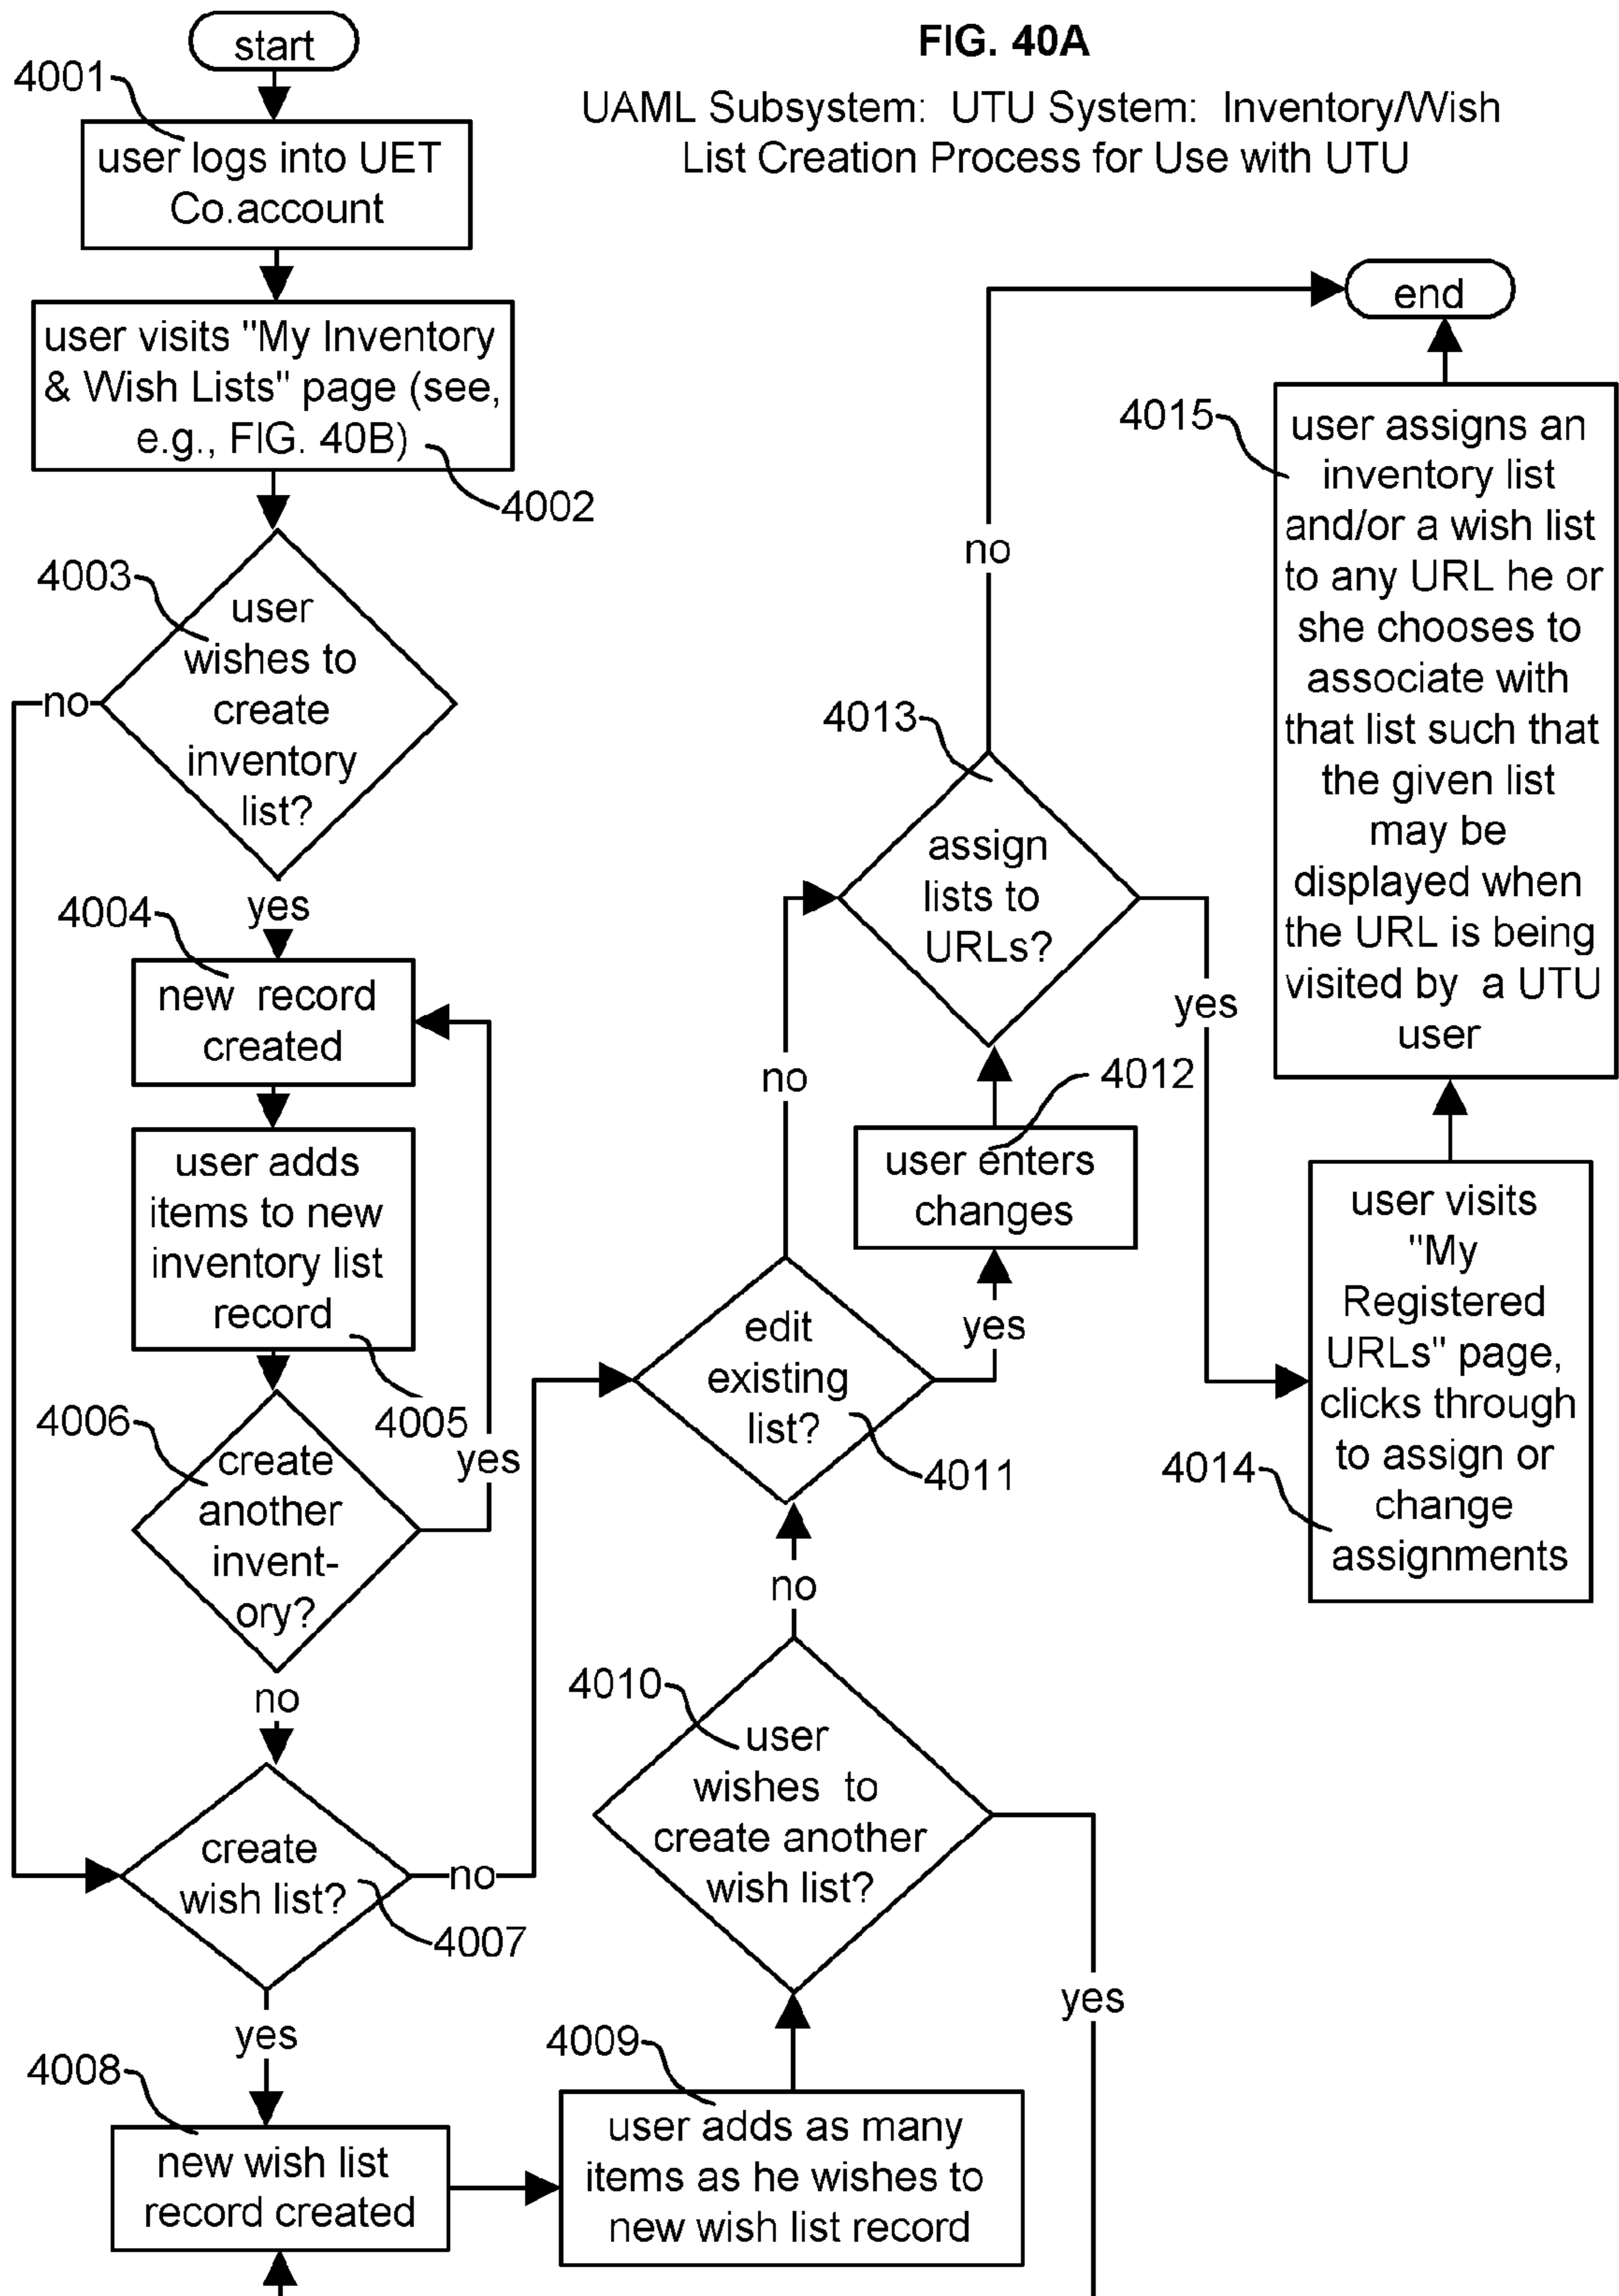 start
FIG. 40A
UAML Subsystem: UTU System: Inventory/Wish
List Creation Process for Use with UTU
4001
user logs into UET
Co.account
user visits "My Inventory
& Wish Lists" page (see,
e.g., FIG. 40B)
4002
4003
user
wishes to
create
inventory
list?
no
yes
4004
new record
created
user adds
items to new
inventory list
record
4005
4006
create
another
invent-
ory?
yes
no
create
wish list?
4007
no
yes
4008
new wish list
record created
4009
user adds as many
items as he wishes to
new wish list record
4010
user
wishes to
create another
wish list?
yes
no
edit
existing
list?
4011
no
yes
4012
user enters
changes
4013
assign
lists to
URLs?
no
yes
4014
user visits
"My
Registered
URLs" page,
clicks through
to assign or
change
assignments
4015
user assigns an
inventory list
and/or a wish list
to any URL he or
she chooses to
associate with
that list such that
the given list
may be
displayed when
the URL is being
visited by a UTU
user
end